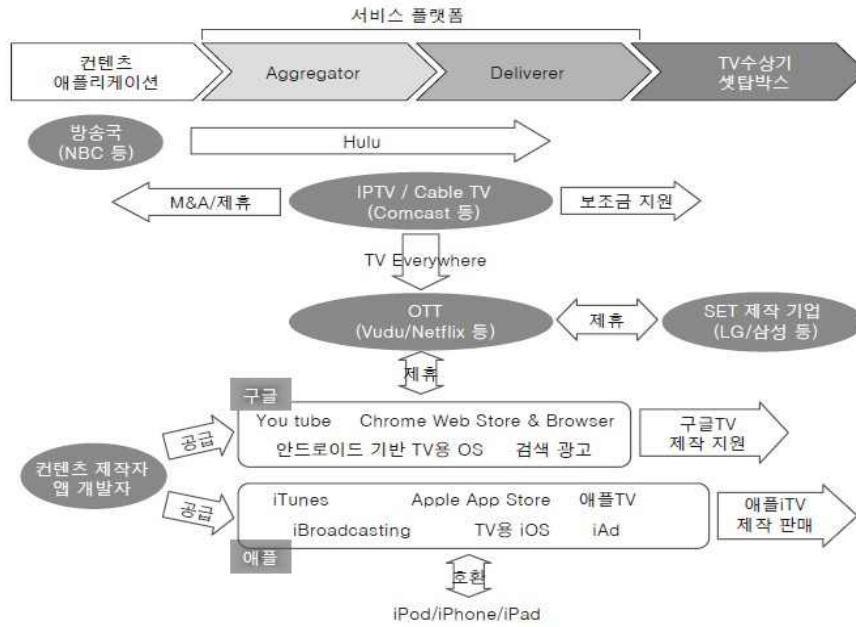 서비스 플랫폼
컨텐츠
애플리케이션
Aggregator
Deliverer
TV수상기
셋탑박스
방송국
(NBC 등)
Hulu
M&A/제휴
IPTV / Cable TV
(Comcast 등)
보조금 지원
TV Everywhere
OTT
(Vudu/Netflix 등)
제휴
SET 제작 기업
(LG/삼성 등)
제휴
구글
You tube Chrome Web Store & Browser
안드로이드 기반 TV용 OS 검색 광고
구글TV
제작 지원
공급
컨텐츠 제작자
앱 개발자
공급
iTunes Apple App Store 애플TV
iBroadcasting TV용 iOS iAd
애플
애플iTV
제작 판매
호환
iPod/iPhone/iPad